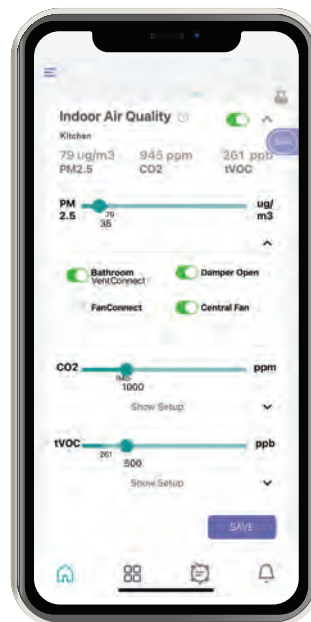 Indoor Air Quality
Kitchen
79 ug/m3 945 ppm 261 ppb
PM2.5 CO2 tVOC
PM 2.5 ug/m3
79
35
Bathroom VentConnect
Damper Open
FanConnect
Central Fan
CO2 ppm
945
1000
Show Setup
tVOC ppb
261
500
Show Setup
SAVE